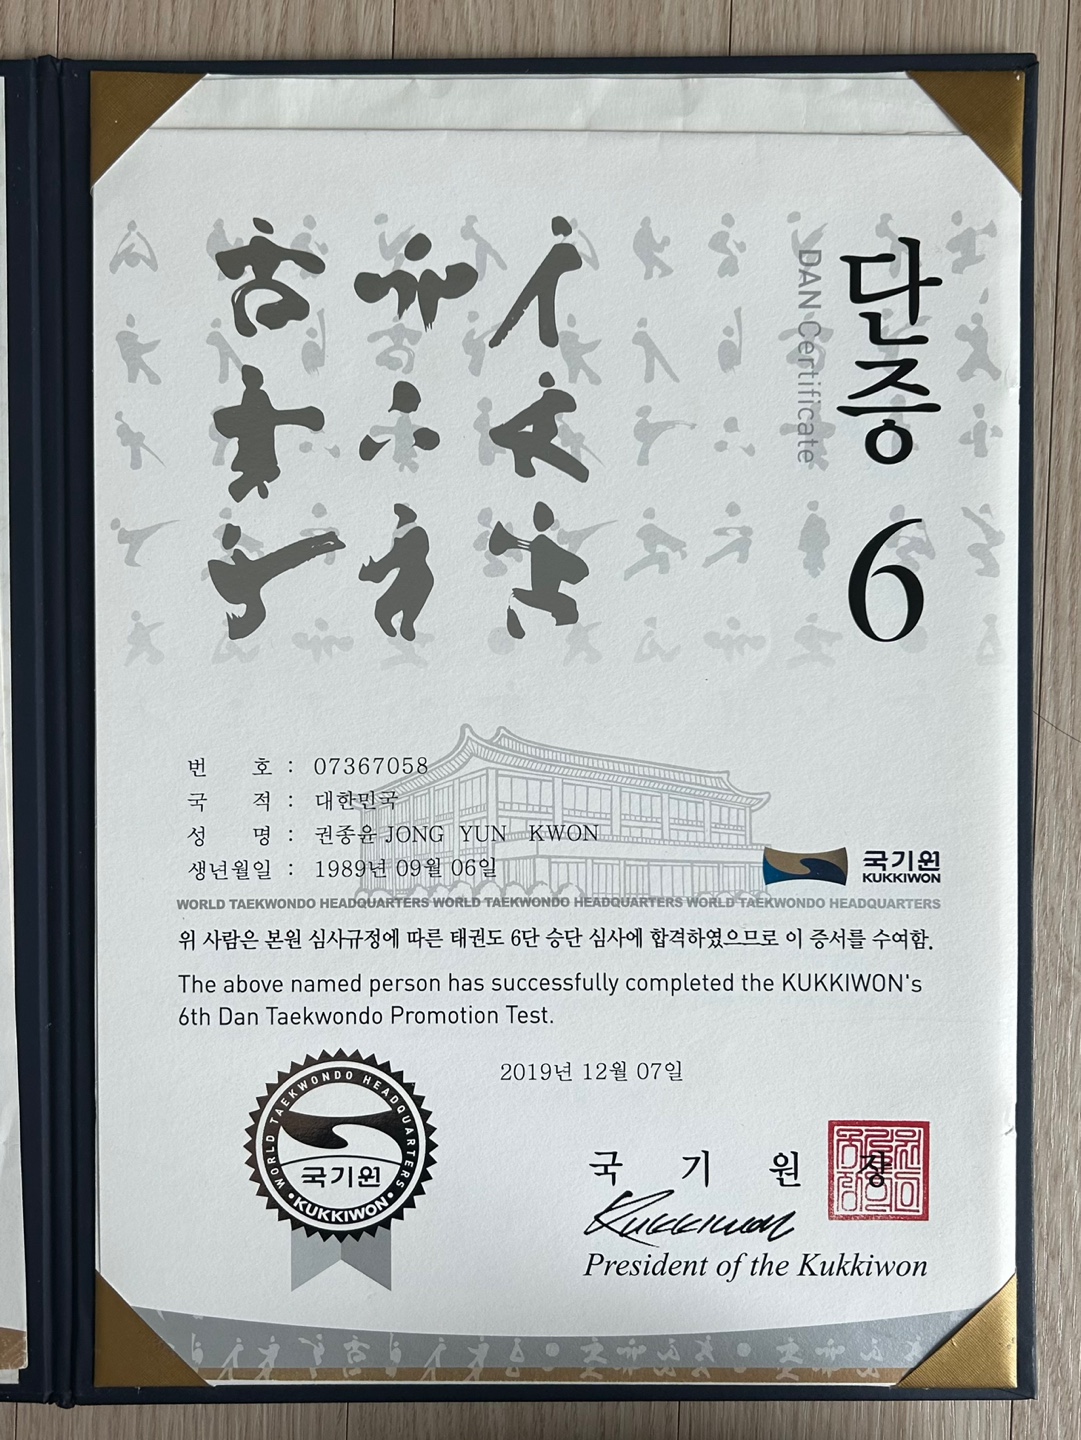 단증 6
DAN Certificate
번 호 : 07367058
국 적 : 대한민국
성 명 : 권종윤 JONG YUN KWON
생년월일 : 1989년 09월 06일
국기원
KUKKIWON
WORLD TAEKWONDO HEADQUARTERS WORLD TAEKWONDO HEADQUARTERS WORLD TAEKWONDO HEADQUARTERS
위 사람은 본원 심사규정에 따른 태권도 6단 승단 심사에 합격하였으므로 이 증서를 수여함.
The above named person has successfully completed the KUKKIWON's
6th Dan Taekwondo Promotion Test.
2019년 12월 07일
WORLD TAEKWONDO HEADQUARTERS
국기원
KUKKIWON
국 기 원 장
Kukkiwon
President of the Kukkiwon